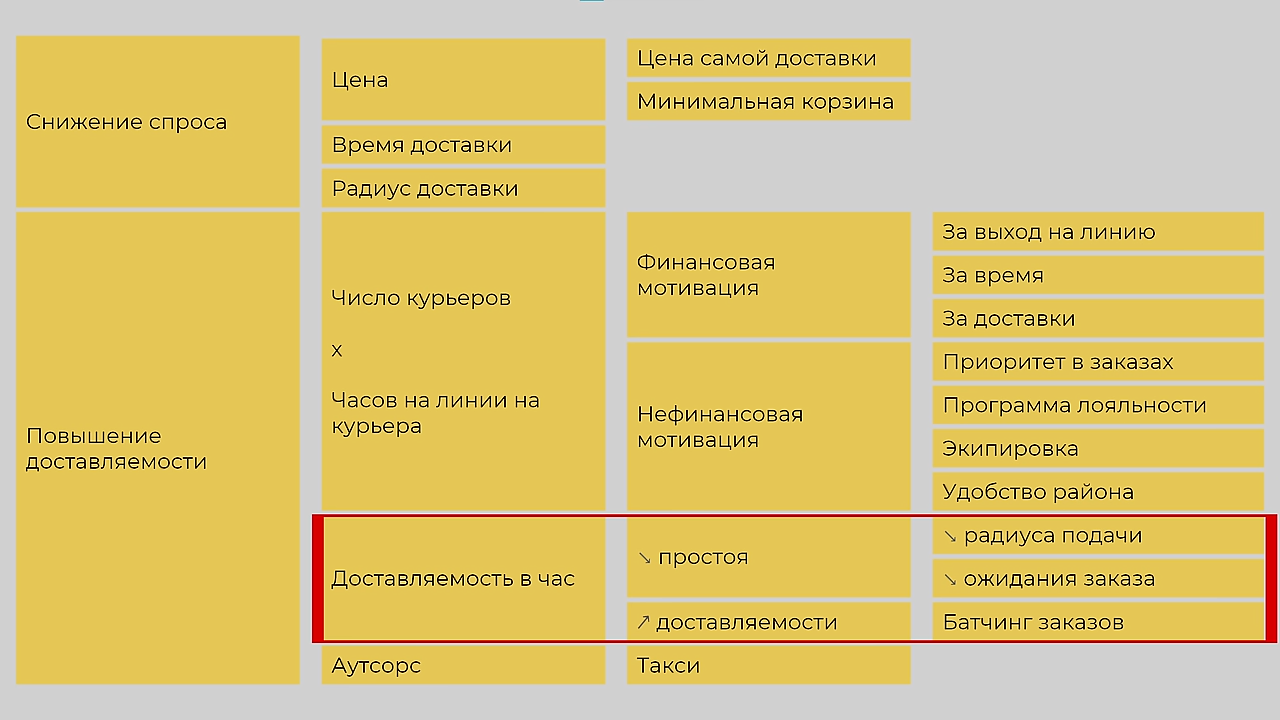 Снижение спроса
Цена
Цена самой доставки
Минимальная корзина
Время доставки
Радиус доставки
Повышение
доставляемости
Число курьеров
х
Часов на линии на
курьера
Финансовая
мотивация
За выход на линию
За время
За доставки
Нефинансовая
мотивация
Приоритет в заказах
Программа лояльности
Экипировка
Удобство района
Доставляемость в час
↘ простоя
↘ радиуса подачи
↘ ожидания заказа
↗ доставляемости
Батчинг заказов
Аутсорс
Такси